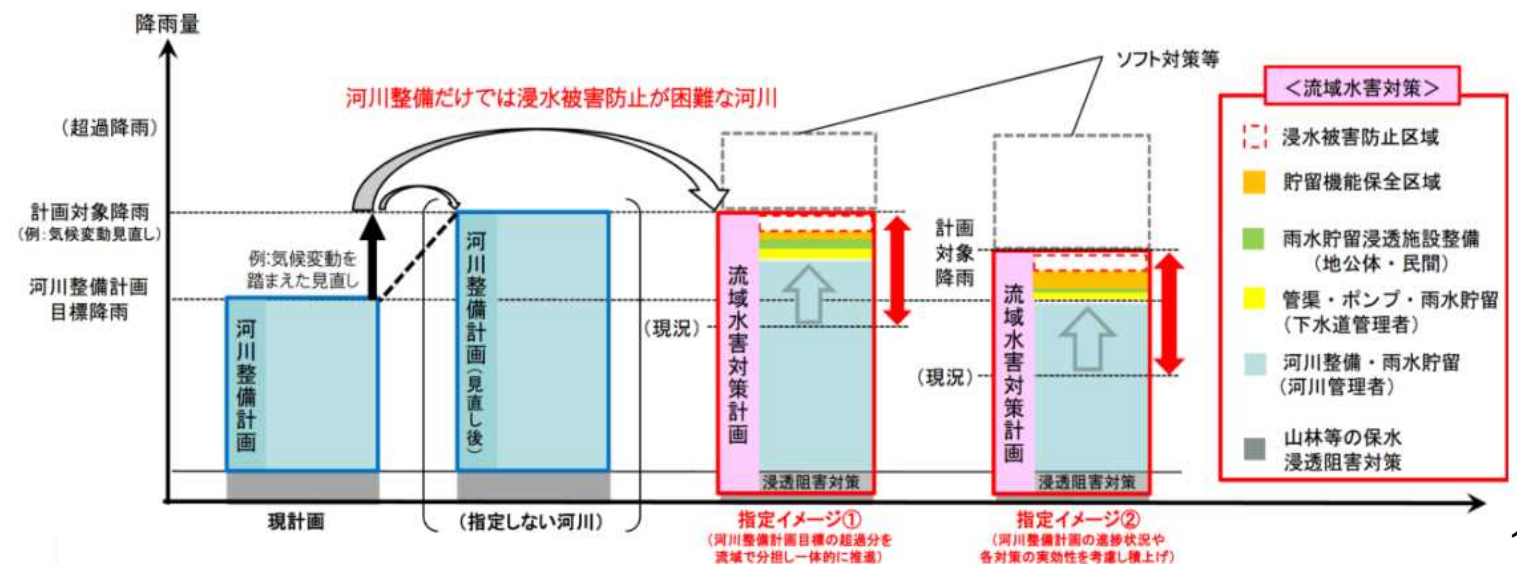 降雨量
ソフト対策等
河川整備だけでは浸水被害防止が困難な河川
(超過降雨)
計画対象降雨
(例:気候変動見直し)
例:気候変動を
踏まえた見直し
河川整備計画
目標降雨
河川整備計画
河川整備計画(見直し後)
流域水害対策計画
(現況)
浸透阻害対策
計画
対象
降雨
流域水害対策計画
(現況)
浸透阻害対策
現計画
(指定しない河川)
指定イメージ①
(河川整備計画目標の超過分を
流域で分担し一体的に推進)
指定イメージ②
(河川整備計画の進捗状況や
各対策の実効性を考慮し積上げ)
<流域水害対策>
浸水被害防止区域
貯留機能保全区域
雨水貯留浸透施設整備
(地公体・民間)
管渠・ポンプ・雨水貯留
(下水道管理者)
河川整備・雨水貯留
(河川管理者)
山林等の保水
浸透阻害対策